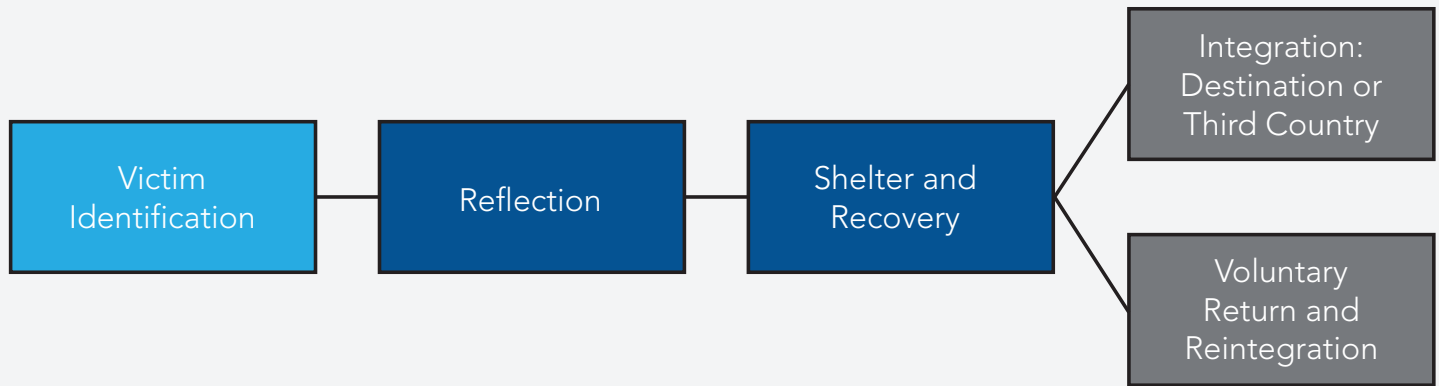 Victim
Identification
Reflection
Shelter and
Recovery
Integration:
Destination or
Third Country
Voluntary
Return and
Reintegration